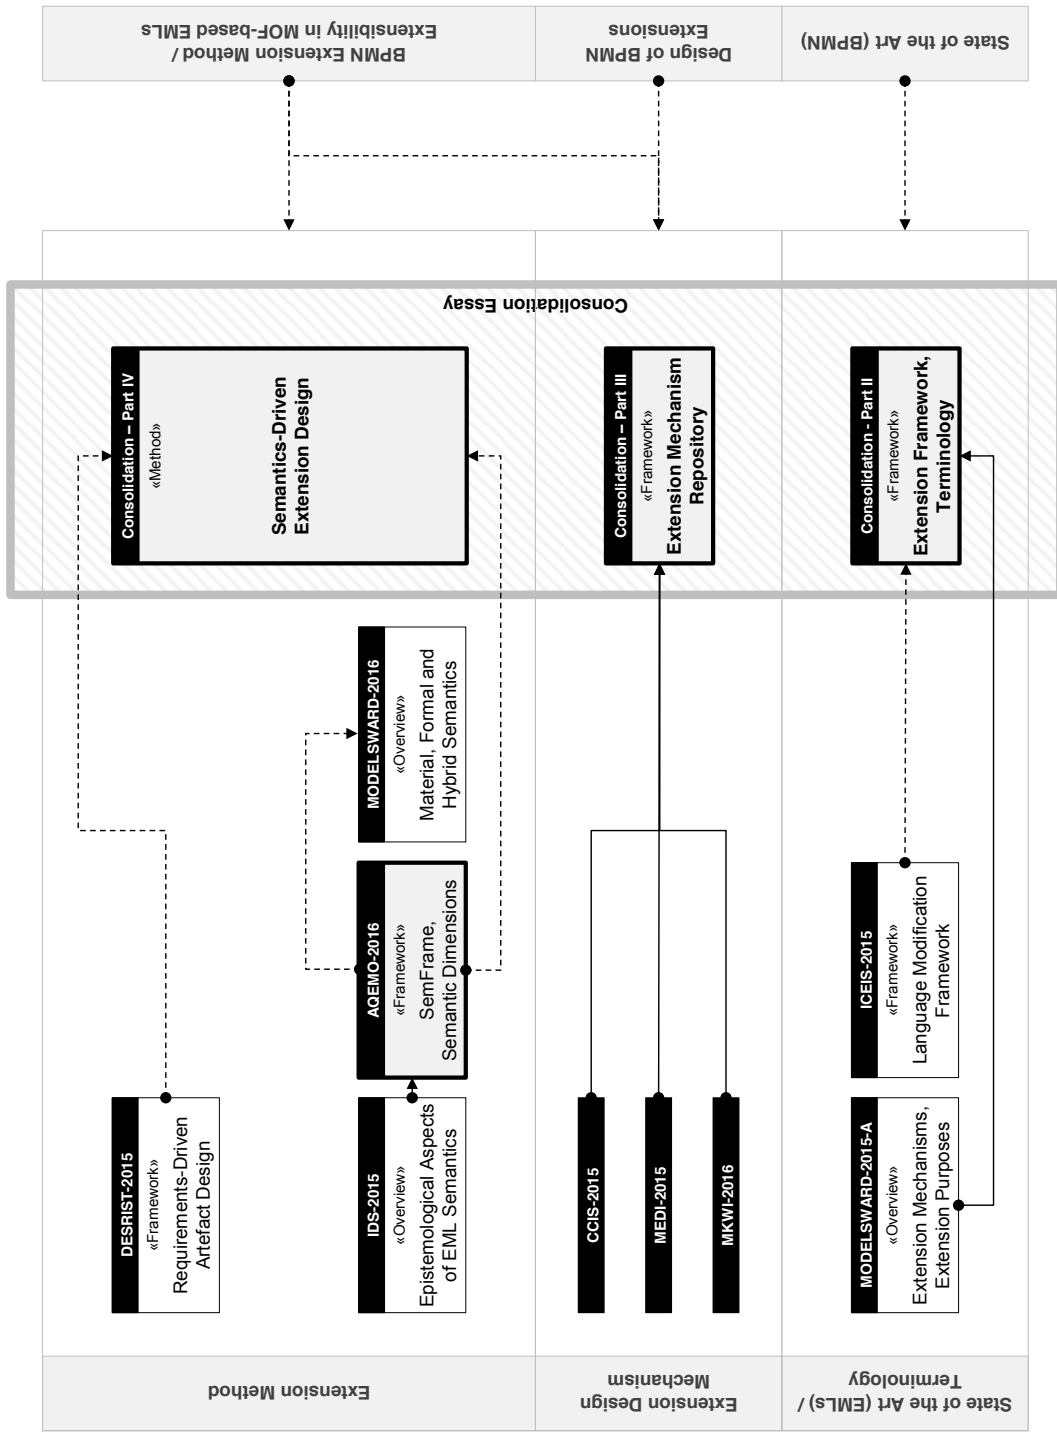 BPMN Extension Method /
Extensibility in MOF-based EMLs
Design of BPMN
Extensions
State of the Art (BPMN)
Consolidation Essay
Consolidation – Part IV
«Method»
Semantics-Driven
Extension Design
Consolidation – Part III
«Framework»
Extension Mechanism
Repository
Consolidation - Part II
«Framework»
Extension Framework,
Terminology
MODELSWARD-2016
«Overview»
Material, Formal and
Hybrid Semantics
AQEMO-2016
«Framework»
SemFrame,
Semantic Dimensions
ICEIS-2015
«Framework»
Language Modification
Framework
DESRIST-2015
«Framework»
Requirements-Driven
Artefact Design
IDS-2015
«Overview»
Epistemological Aspects
of EML Semantics
CCIS-2015
MEDI-2015
MKWI-2016
MODELSWARD-2015-A
«Overview»
Extension Mechanisms,
Extension Purposes
Extension Method
Extension Design
Mechanism
State of the Art (EMLs) /
Terminology